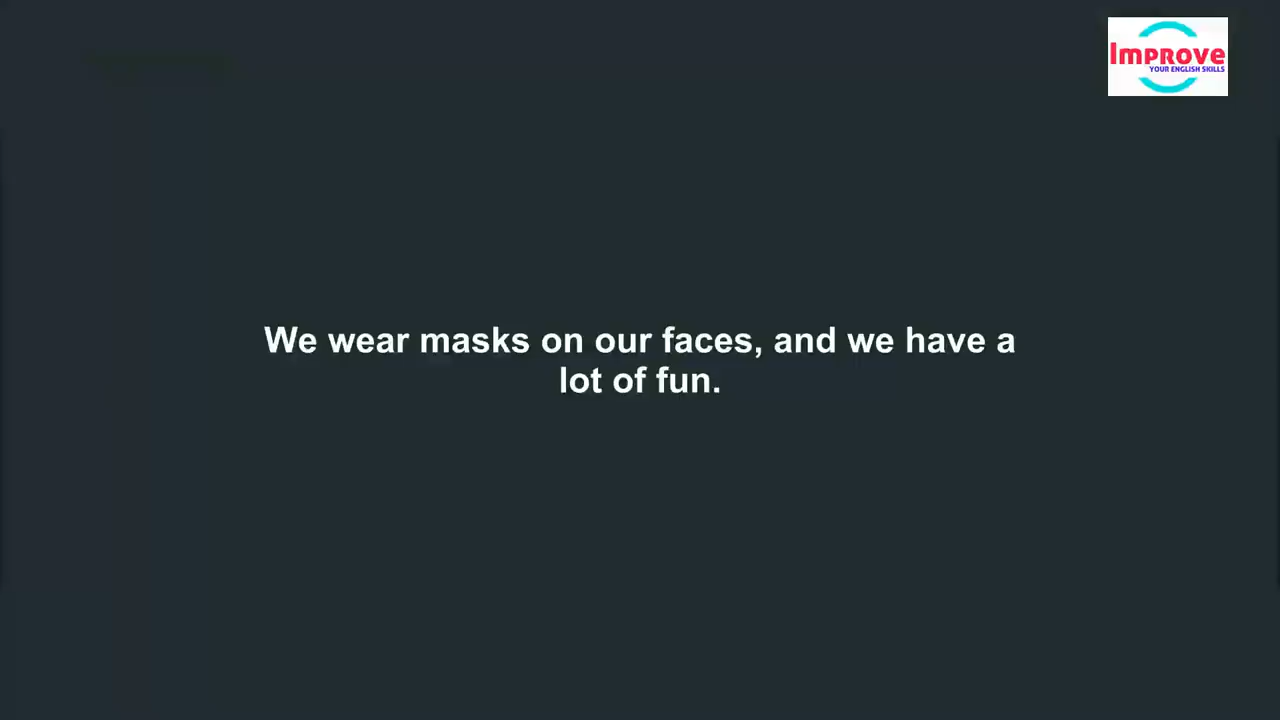 Improve
YOUR ENGLISH SKILLS
We wear masks on our faces, and we have a
lot of fun.